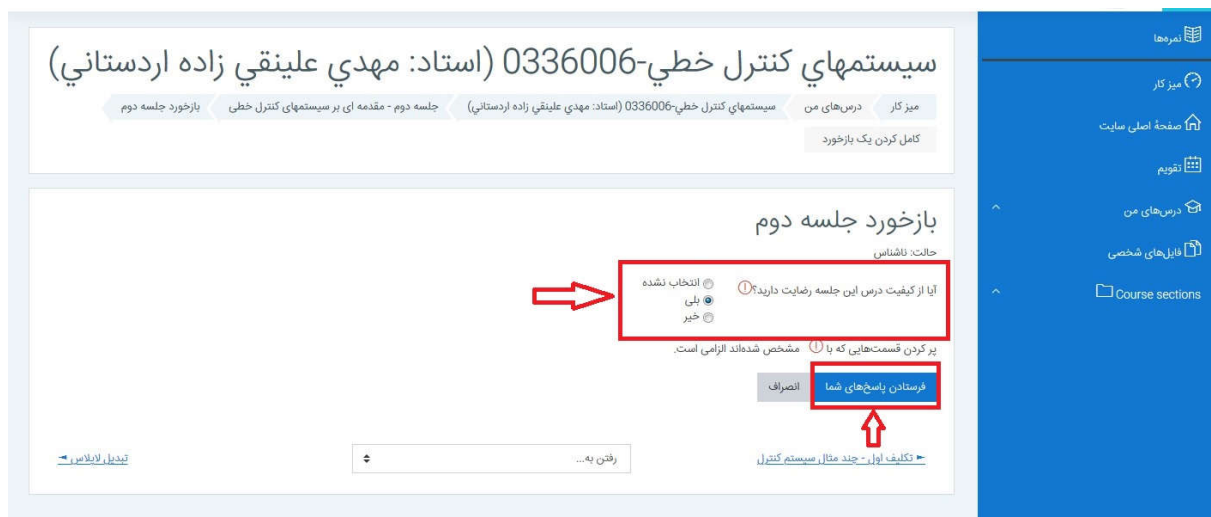 نمره‌ها
میز کار
صفحهٔ اصلی سایت
تقویم
درس‌های من
فایل‌های شخصی
Course sections
سيستمهاي كنترل خطي-0336006 (استاد: مهدي علينقي زاده اردستاني)
میز کار
درس‌های من
سيستمهاي كنترل خطي-0336006 (استاد: مهدي علينقي زاده اردستاني)
جلسه دوم - مقدمه ای بر سیستمهای کنترل خطی
بازخورد جلسه دوم
کامل کردن یک بازخورد
بازخورد جلسه دوم
حالت: ناشناس
آیا از کیفیت درس این جلسه رضایت دارید؟
انتخاب نشده
بلی
خیر
پر کردن قسمت‌هایی که با مشخص شده‌اند الزامی است.
فرستادن پاسخ‌های شما
انصراف
تکلیف اول - چند مثال سیستم کنترل
رفتن به...
تبدیل لاپلاس